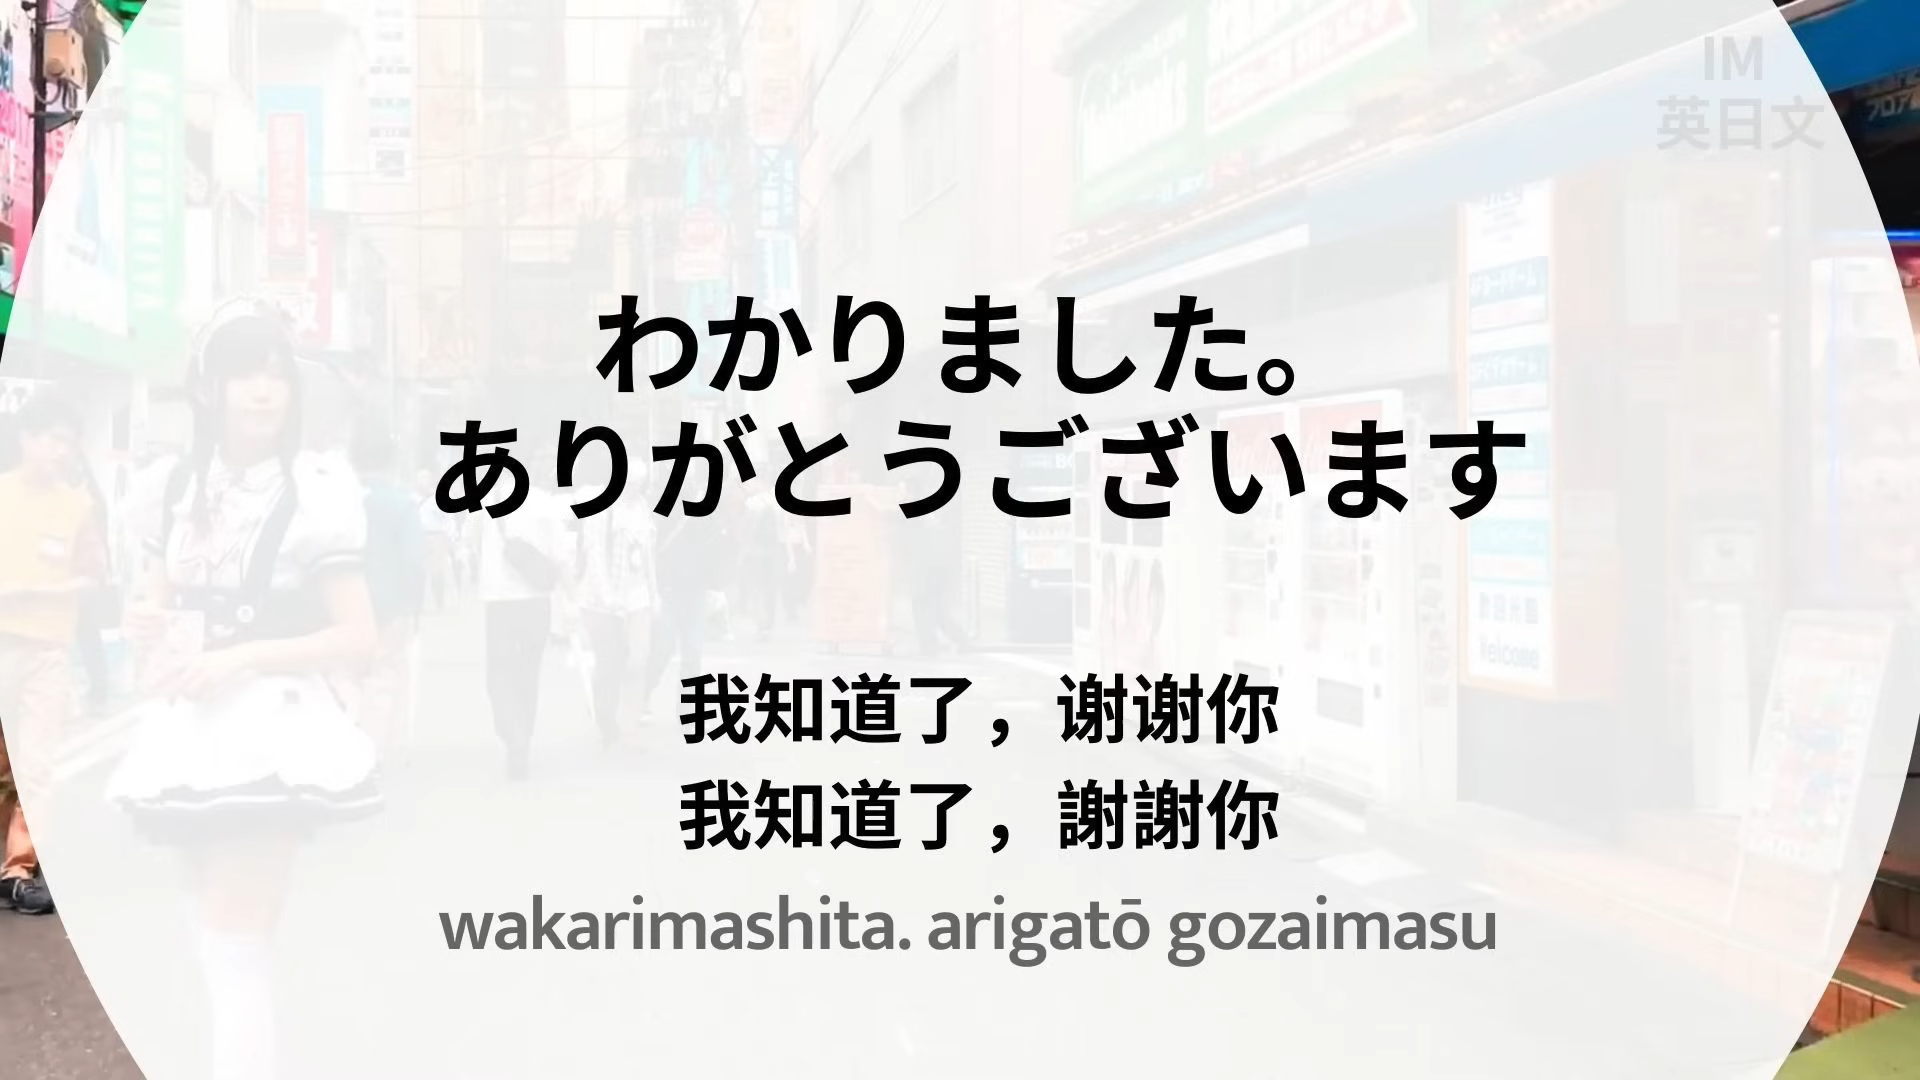 IM
英日文
わかりました。
ありがとうございます
我知道了，谢谢你
我知道了，謝謝你
wakarimashita. arigatō gozaimasu
Welcome